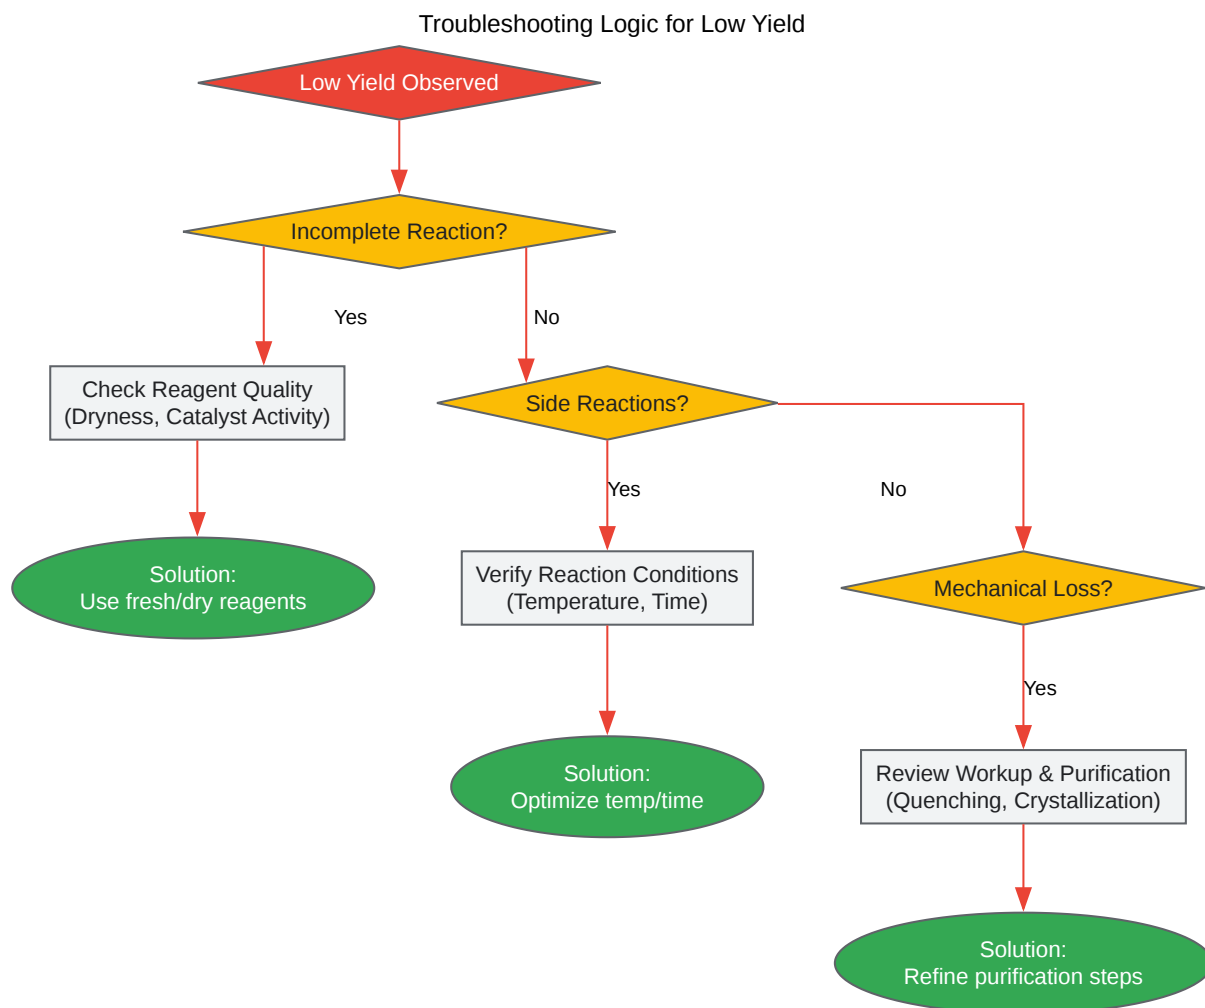 Troubleshooting Logic for Low Yield
Low Yield Observed
Incomplete Reaction?
Yes
No
Check Reagent Quality
(Dryness, Catalyst Activity)
Side Reactions?
Yes
No
Solution:
Use fresh/dry reagents
Verify Reaction Conditions
(Temperature, Time)
Mechanical Loss?
Yes
Solution:
Optimize temp/time
Review Workup & Purification
(Quenching, Crystallization)
Solution:
Refine purification steps